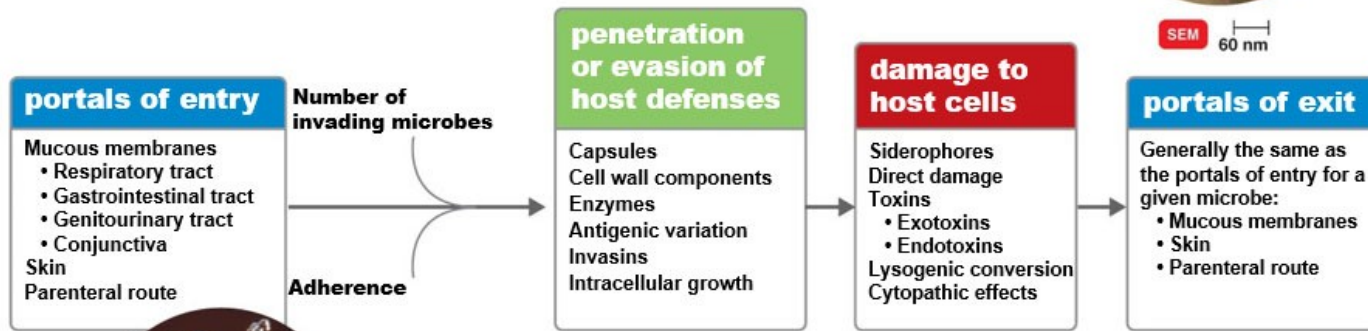 SEM
60 nm
portals of entry
Mucous membranes
• Respiratory tract
• Gastrointestinal tract
• Genitourinary tract
• Conjunctiva
Skin
Parenteral route
Number of
invading microbes
Adherence
penetration
or evasion of
host defenses
Capsules
Cell wall components
Enzymes
Antigenic variation
Invasins
Intracellular growth
damage to
host cells
Siderophores
Direct damage
Toxins
• Exotoxins
• Endotoxins
Lysogenic conversion
Cytopathic effects
portals of exit
Generally the same as
the portals of entry for a
given microbe:
• Mucous membranes
• Skin
• Parenteral route